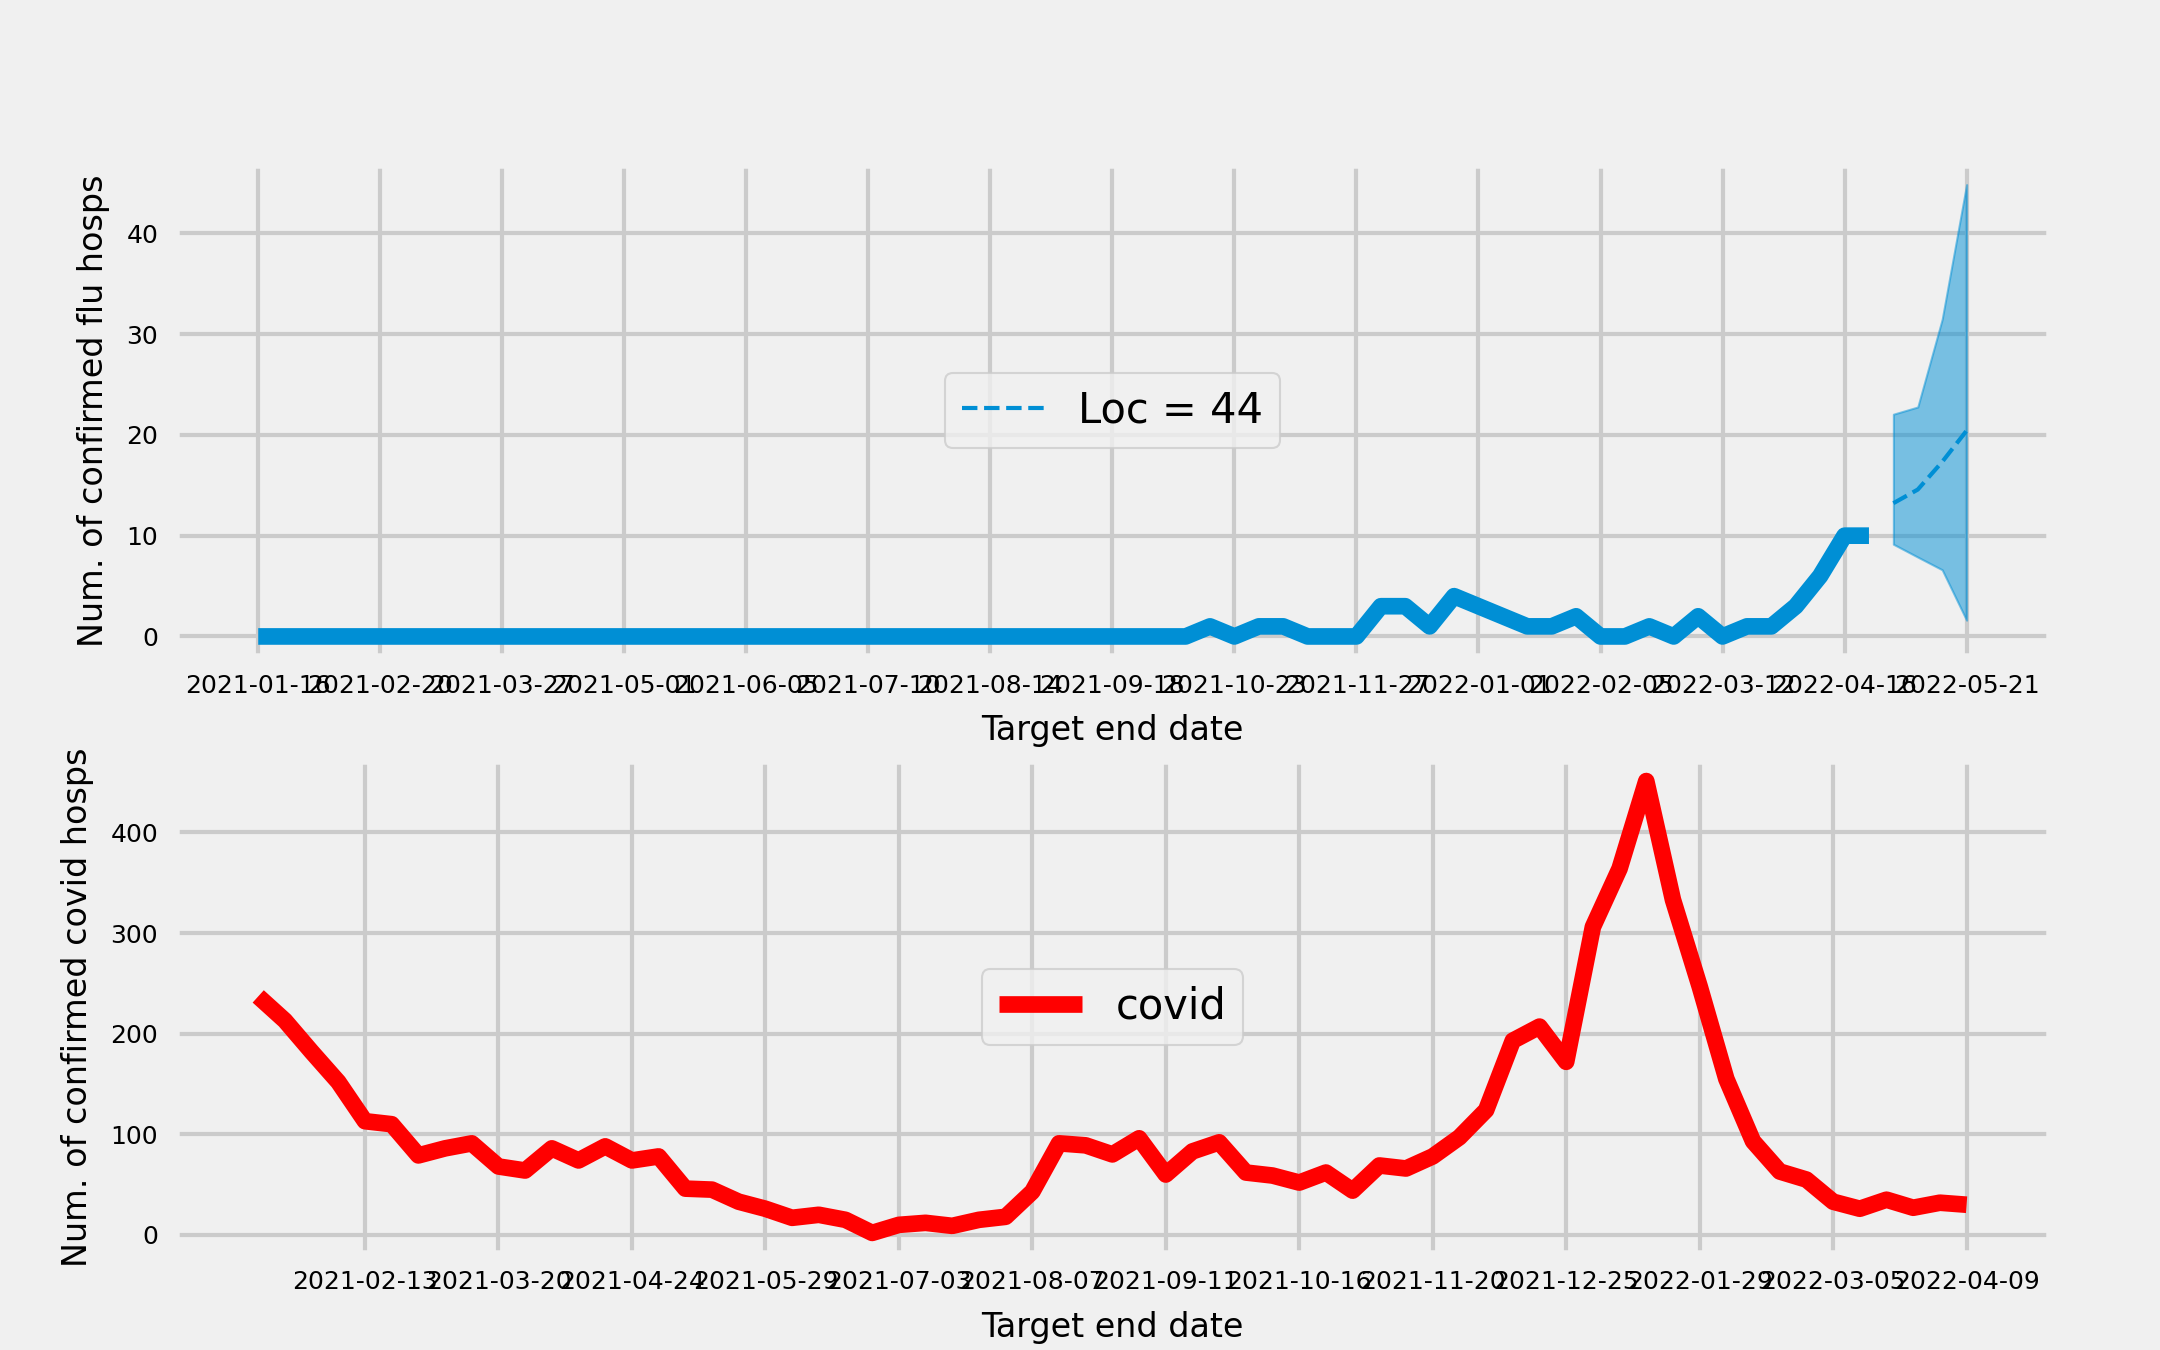 Num. of confirmed flu hosps
40
30
20
10
0
Loc = 44
2021-01-16 2021-02-20 2021-03-27 2021-05-01 2021-06-05 2021-07-10 2021-08-14 2021-09-18 2021-10-23 2021-11-27 2022-01-01 2022-02-05 2022-03-12 2022-04-16 2022-05-21
Target end date
Num. of confirmed covid hosps
400
300
200
100
0
covid
2021-02-13 2021-03-20 2021-04-24 2021-05-29 2021-07-03 2021-08-07 2021-09-11 2021-10-16 2021-11-20 2021-12-25 2022-01-29 2022-03-05 2022-04-09
Target end date